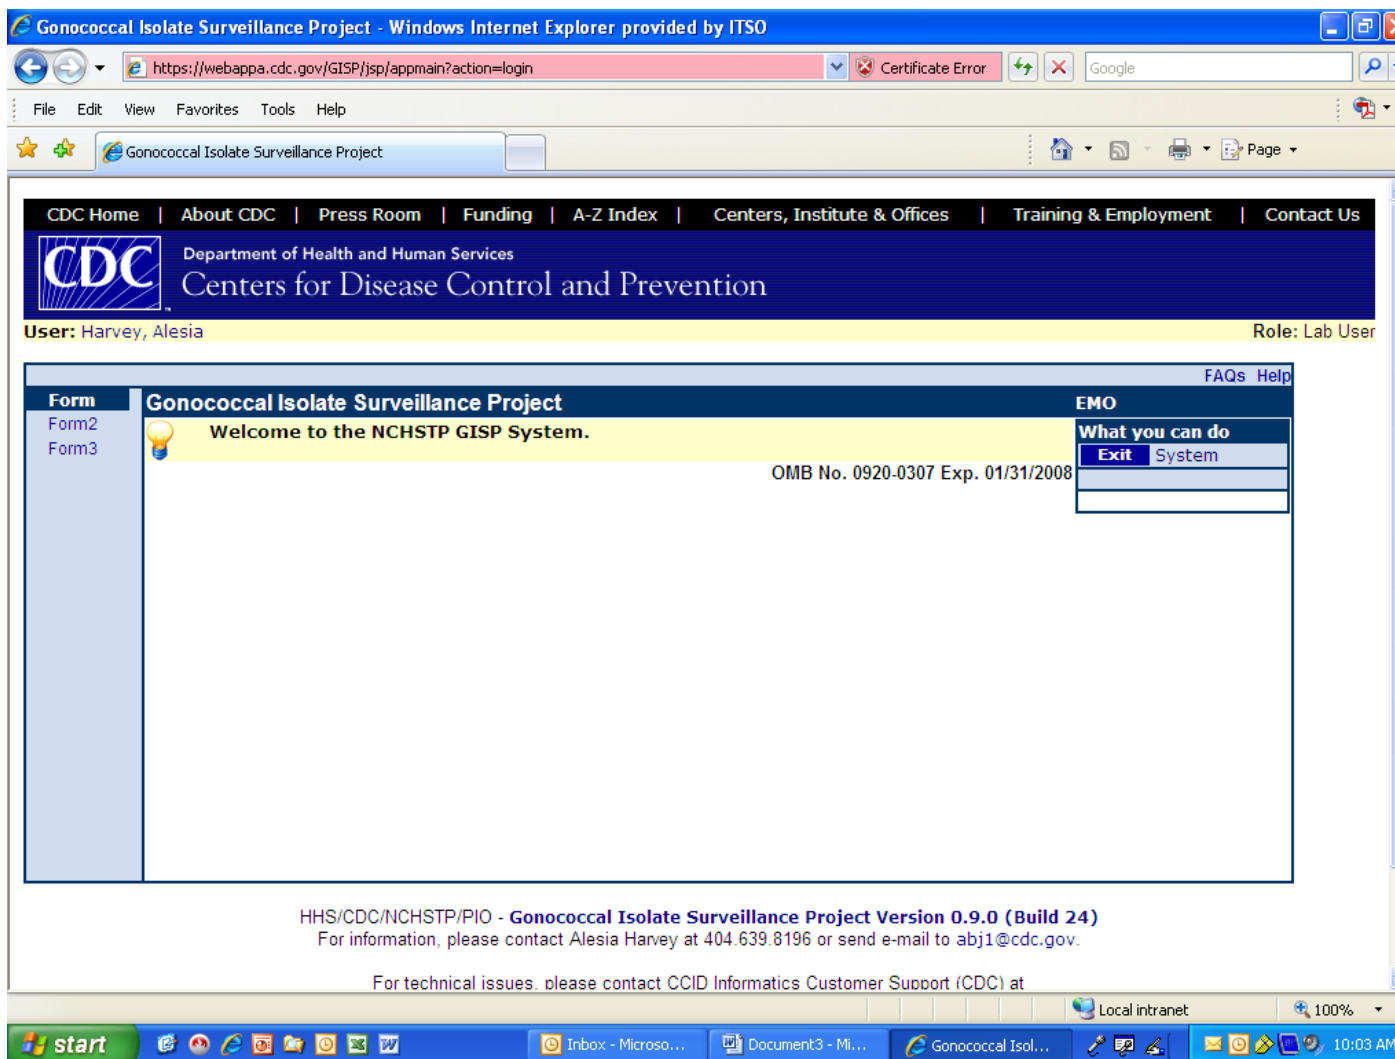 Gonococcal Isolate Surveillance Project - Windows Internet Explorer provided by ITSO
https://webappa.cdc.gov/GISP/jsp/appmain?action=login
Certificate Error
Google
File Edit View Favorites Tools Help
Gonococcal Isolate Surveillance Project
Page
CDC Home | About CDC | Press Room | Funding | A-Z Index | Centers, Institute & Offices | Training & Employment | Contact Us
CDC
Department of Health and Human Services
Centers for Disease Control and Prevention
™
User: Harvey, Alesia
Role: Lab User
FAQs Help
Form
Gonococcal Isolate Surveillance Project
EMO
Form2
Welcome to the NCHSTP GISP System.
What you can do
Form3
Exit System
OMB No. 0920-0307 Exp. 01/31/2008
HHS/CDC/NCHSTP/PIO - Gonococcal Isolate Surveillance Project Version 0.9.0 (Build 24)
For information, please contact Alesia Harvey at 404.639.8196 or send e-mail to abj1@cdc.gov.
For technical issues, please contact CCID Informatics Customer Support (CDC) at
Local intranet
100%
start
Inbox - Microso...
Document3 - Mi...
Gonococcal Isol...
10:03 AM